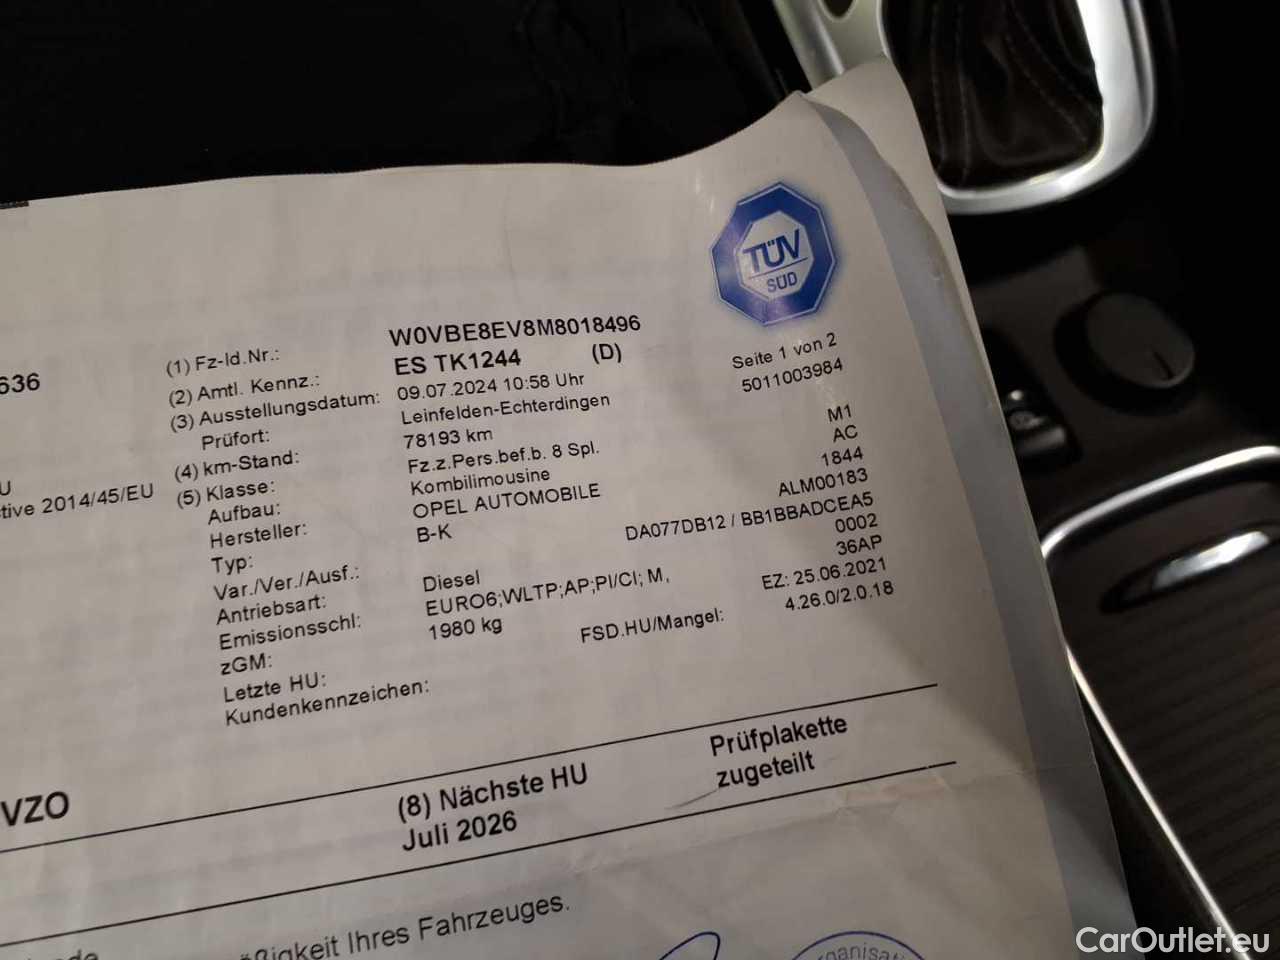 TÜV
SÜD
636
(1) Fz-Id.Nr.: W0VBE8EV8M8018496
(2) Amtl. Kennz.: ES TK1244 (D)
Seite 1 von 2
(3) Ausstellungsdatum: 09.07.2024 10:58 Uhr 5011003984
Prüfort: Leinfelden-Echterdingen
(4) km-Stand: 78193 km
U
tive 2014/45/EU
(5) Klasse: Fz.z.Pers.bef.b. 8 Spl. M1
Aufbau: Kombilimousine AC
Hersteller: OPEL AUTOMOBILE 1844
Typ: B-K ALM00183
Var./Ver./Ausf.: DA077DB12 / BB1BBADCEA5
Antriebsart: Diesel 0002
Emissionsschl: EURO6;WLTP;AP;PI/CI; M, 36AP
zGM: 1980 kg EZ: 25.06.2021
Letzte HU: FSD.HU/Mangel: 4.26.0/2.0.18
Kundenkennzeichen:
VZO
(8) Nächste HU
Juli 2026
Prüfplakette
zugeteilt
äßigkeit Ihres Fahrzeuges.
CarOutlet.eu